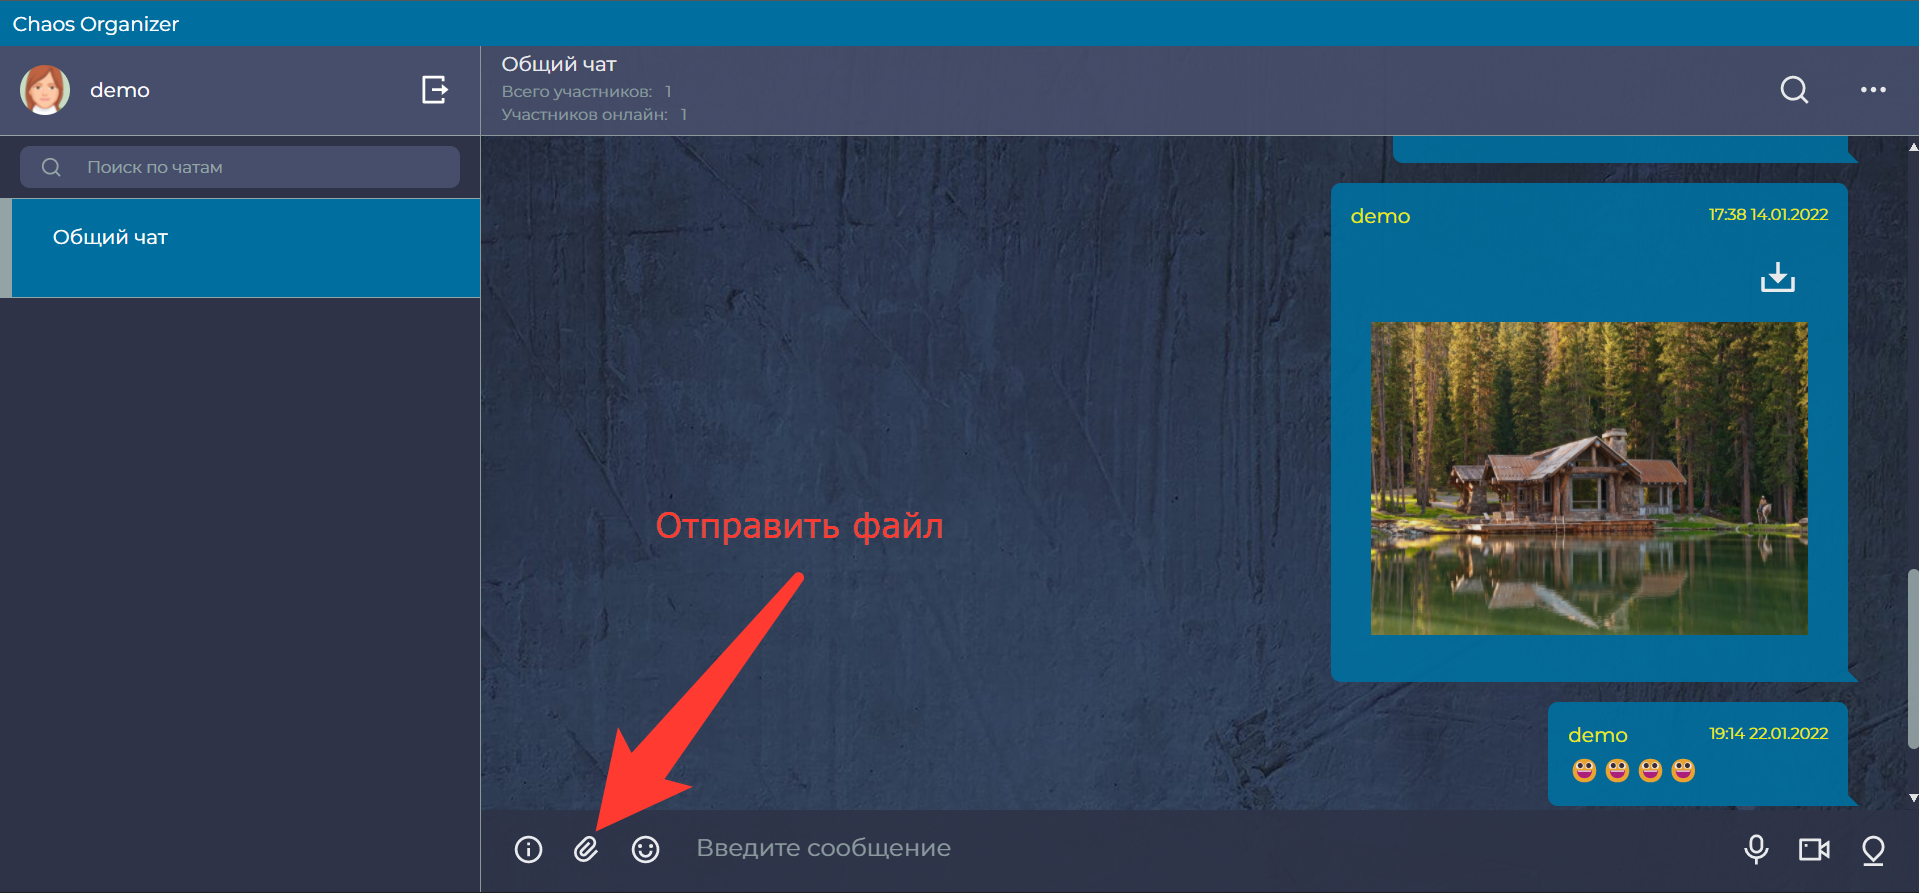 Chaos Organizer
demo
Общий чат
Всего участников: 1
Участников онлайн: 1
Поиск по чатам
Общий чат
demo
17:38 14.01.2022
Отправить файл
demo
19:14 22.01.2022
Введите сообщение